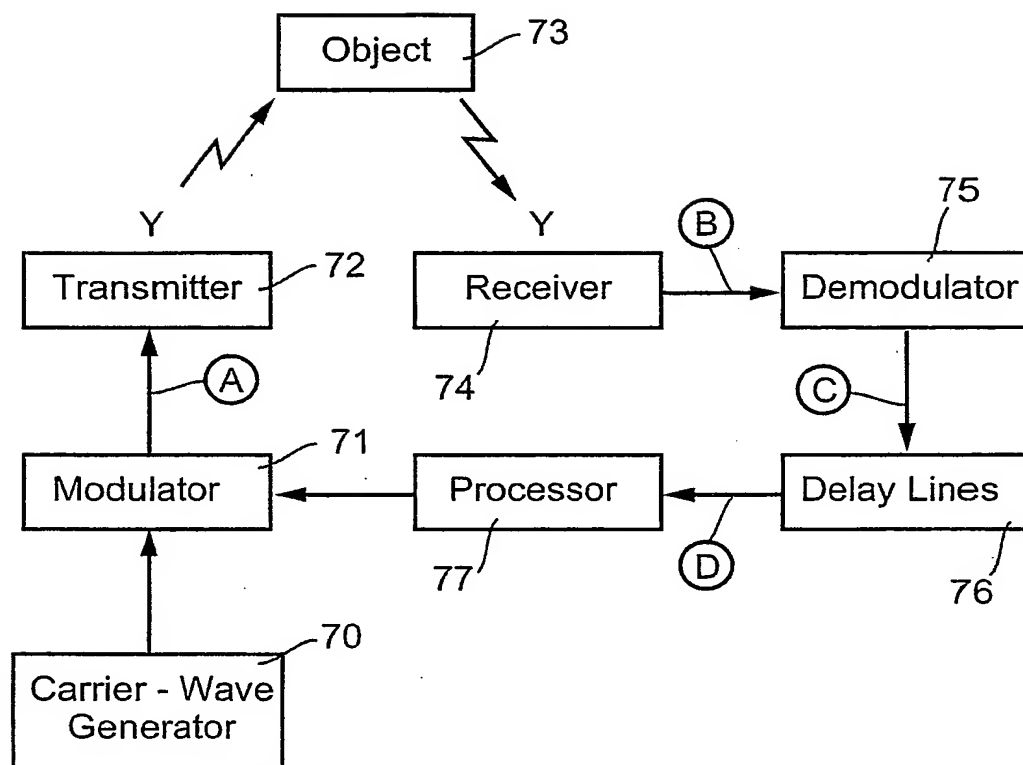 Object
73
Y
Y
75
B
Transmitter
72
Receiver
Demodulator
74
A
C
71
Modulator
Processor
Delay Lines
D
77
76
70
Carrier - Wave
Generator